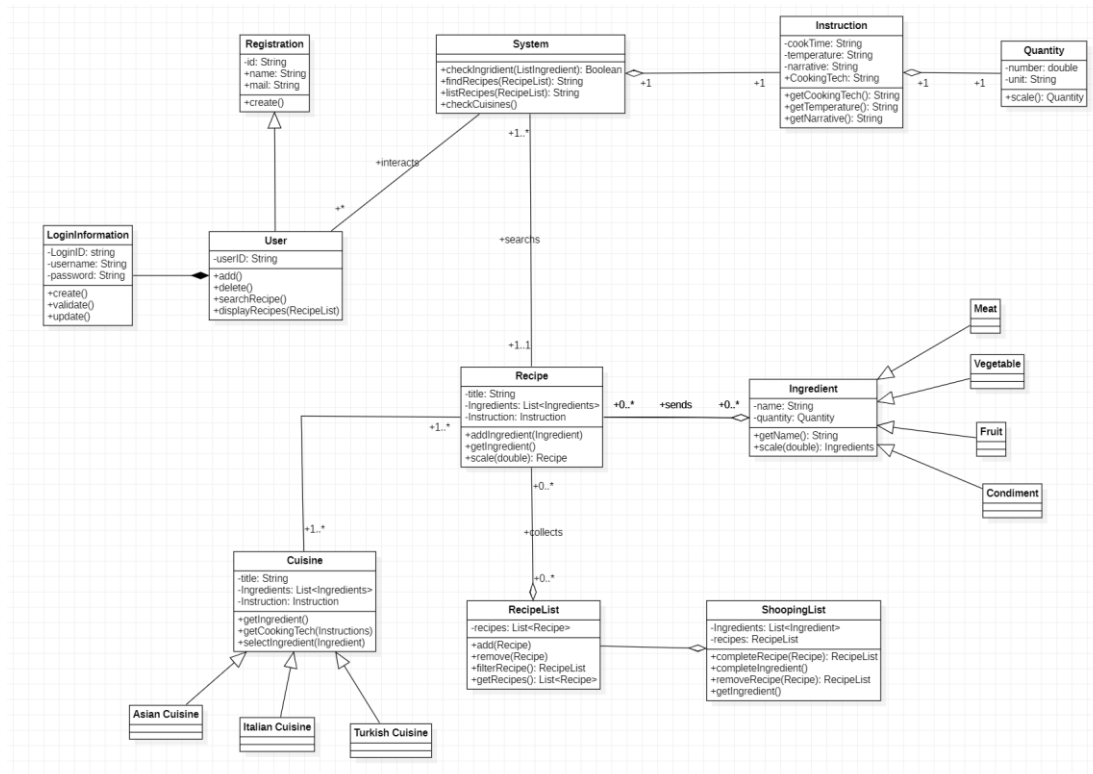 Registration
-id: String
+name: String
+mail: String
+create()
System
+checkIngridient(ListIngredient): Boolean
+findRecipes(RecipeList): String
+listRecipes(RecipeList): String
+checkCuisines()
Instruction
-cookTime: String
-temperature: String
-narrative: String
+CookingTech: String
+getCookingTech(): String
+getTemperature(): String
+getNarrative(): String
Quantity
-number: double
-unit: String
+scale(): Quantity
+1
+1
+1
+1
+1..*
+interacts
+*
+searchs
+1..1
LoginInformation
-LoginID: string
-username: String
-password: String
+create()
+validate()
+update()
User
-userID: String
+add()
+delete()
+searchRecipe()
+displayRecipes(RecipeList)
Recipe
-title: String
-Ingredients: List<Ingredients>
-Instruction: Instruction
+addIngredient(Ingredient)
+getIngredient()
+scale(double): Recipe
+0..*
+sends
+0..*
Ingredient
-name: String
-quantity: Quantity
+getName(): String
+scale(double): Ingredients
Meat
Vegetable
Fruit
Condiment
+1..*
+1..*
+0..*
+collects
+0..*
Cuisine
-title: String
-Ingredients: List<Ingredients>
-Instruction: Instruction
+getIngredient()
+getCookingTech(Instructions)
+selectIngredient(Ingredient)
RecipeList
-recipes: List<Recipe>
+add(Recipe)
+remove(Recipe)
+filterRecipe(): RecipeList
+getRecipes(): List<Recipe>
ShoopingList
-Ingredients: List<Ingredient>
-recipes: RecipeList
+completeRecipe(Recipe): RecipeList
+completeIngredient()
+removeRecipe(Recipe): RecipeList
+getIngredient()
Asian Cuisine
Italian Cuisine
Turkish Cuisine